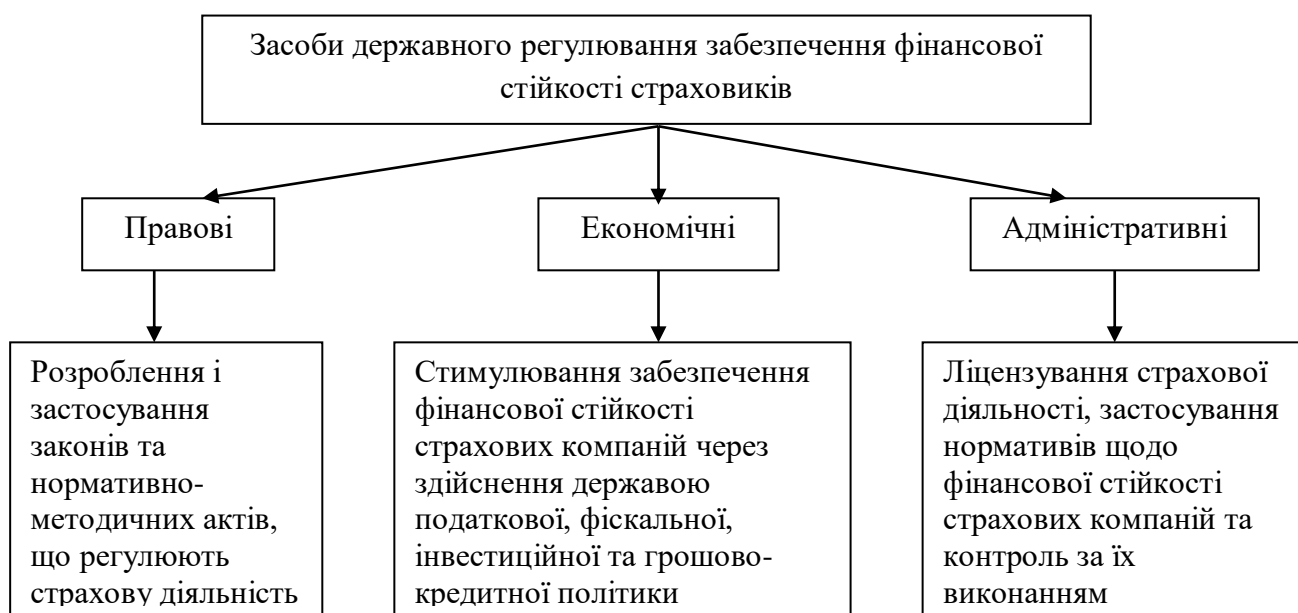 Засоби державного регулювання забезпечення фінансової
стійкості страховиків
Правові
Економічні
Адміністративні
Розроблення і
застосування
законів та
нормативно-
методичних актів,
що регулюють
страхову діяльність
Стимулювання забезпечення
фінансової стійкості
страхових компаній через
здійснення державою
податкової, фіскальної,
інвестиційної та грошово-
кредитної політики
Ліцензування страхової
діяльності, застосування
нормативів щодо
фінансової стійкості
страхових компаній та
контроль за їх
виконанням